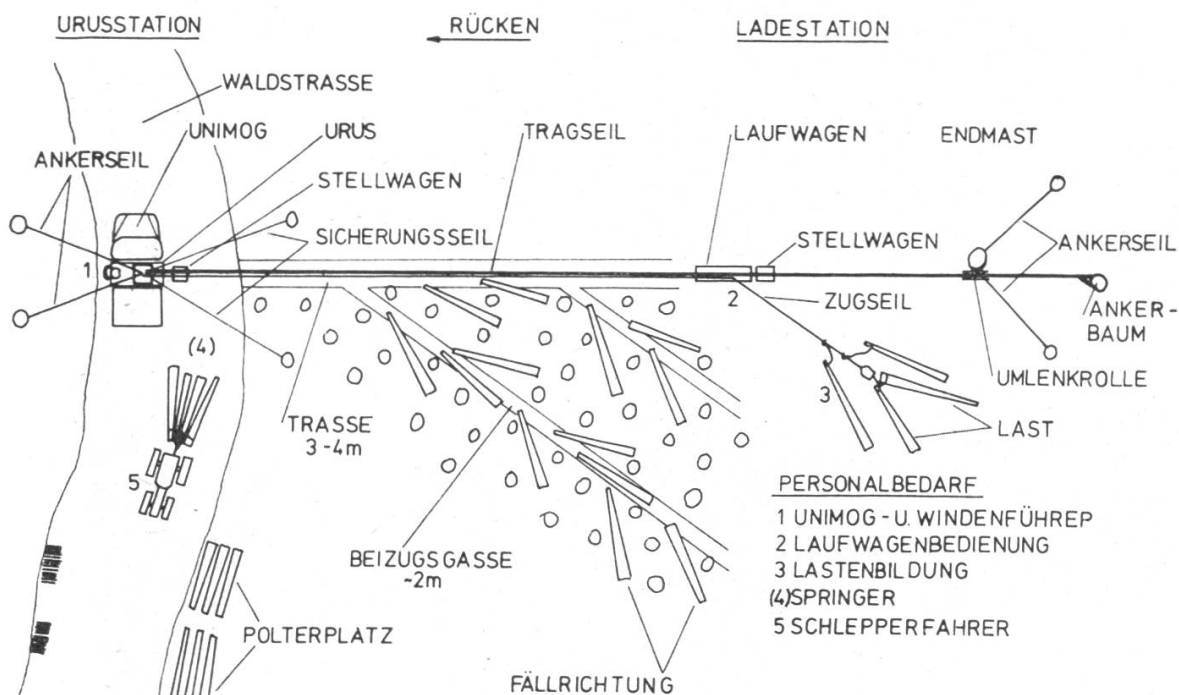 URUSSTATION
RÜCKEN
LADESTATION
WALDSTRASSE
UNIMOG
URUS
TRAGSEIL
LAUFWAGEN
ENDMAST
ANKERSEIL
STELLWAGEN
SICHERUNGSSEIL
STELLWAGEN
ANKERSEIL
1
2
ZUGSEIL
ANKER-
BAUM
(4)
3
UMLENKROLLE
TRASSE
3-4m
LAST
5
BEIZUGSGASSE
~2m
POLTERPLATZ
FÄLLRICHTUNG
PERSONALBEDARF
1 UNIMOG-U. WINDENFÜHREP
2 LAUFWAGENBEDIENUNG
3 LASTENBILDUNG
(4) SPRINGER
5 SCHLEPPERFAHRER